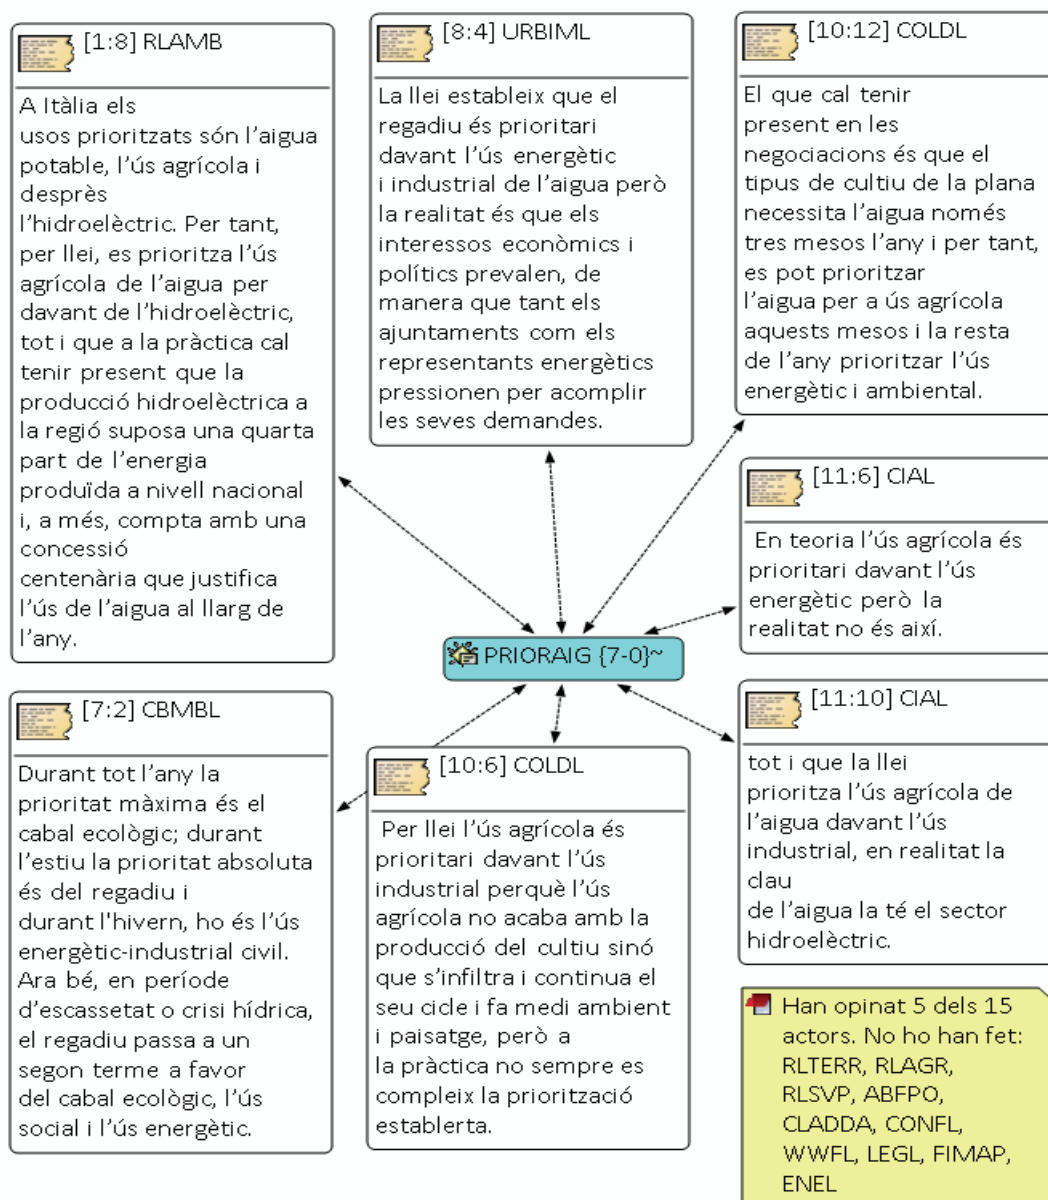 [1:8] RLAMB
A Itàlia els
usos prioritzats són l'aigua
potable, l'ús agrícola i
desprès
l'hidroelèctric. Per tant,
per llei, es prioritza l'ús
agrícola de l'aigua per
davant de l'hidroelèctric,
tot i que a la pràctica cal
tenir present que la
producció hidroelèctrica a
la regió suposa una quarta
part de l'energia
produïda a nivell nacional
i, a més, compta amb una
concessió
centenària que justifica
l'ús de l'aigua al llarg de
l'any.
[8:4] URBIML
La llei estableix que el
regadiu és prioritari
davant l'ús energètic
i industrial de l'aigua però
la realitat és que els
interessos econòmics i
polítics prevalen, de
manera que tant els
ajuntaments com els
representants energètics
pressionen per acomplir
les seves demandes.
[10:12] COLDL
El que cal tenir
present en les
negociacions és que el
tipus de cultiu de la plana
necessita l'aigua només
tres mesos l'any i per tant,
es pot prioritzar
l'aigua per a ús agrícola
aquests mesos i la resta
de l'any prioritzar l'ús
energètic i ambiental.
[11:6] CIAL
En teoria l'ús agrícola és
prioritari davant l'ús
energètic però la
realitat no és així.
PRIORAIG {7-0}~
[7:2] CBMBL
Durant tot l'any la
prioritat màxima és el
cabal ecològic; durant
l'estiu la prioritat absoluta
és del regadiu i
durant l'hivern, ho és l'ús
energètic-industrial civil.
Ara bé, en període
d'escassetat o crisi hídrica,
el regadiu passa a un
segon terme a favor
del cabal ecològic, l'ús
social i l'ús energètic.
[10:6] COLDL
Per llei l'ús agrícola és
prioritari davant l'ús
industrial perquè l'ús
agrícola no acaba amb la
producció del cultiu sinó
que s'infiltra i continua el
seu cicle i fa medi ambient
i paisatge, però a
la pràctica no sempre es
compleix la priorització
establerta.
[11:10] CIAL
tot i que la llei
prioritza l'ús agrícola de
l'aigua davant l'ús
industrial, en realitat la
clau
de l'aigua la té el sector
hidroelèctric.
Han opinat 5 dels 15
actors. No ho han fet:
RLTERR, RLAGR,
RLSVP, ABFPO,
CLADDA, CONFL,
WWFL, LEGL, FIMAP,
ENEL